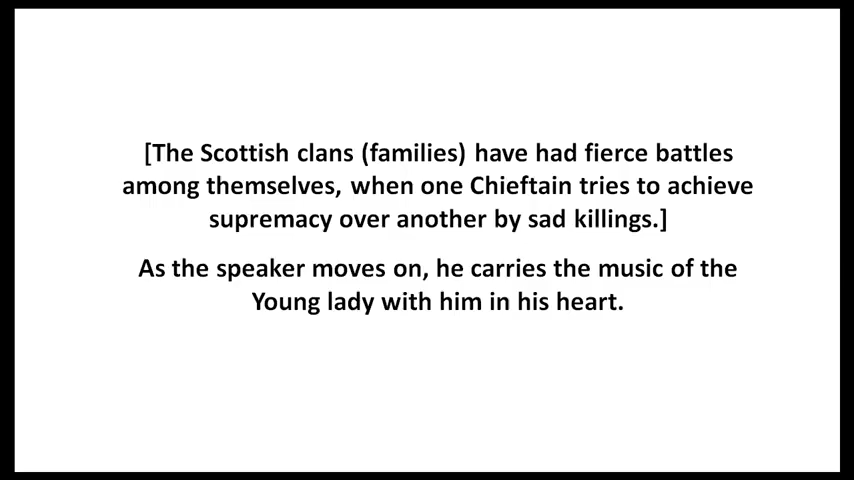 [The Scottish clans (families) have had fierce battles
among themselves, when one Chieftain tries to achieve
supremacy over another by sad killings.]
As the speaker moves on, he carries the music of the
Young lady with him in his heart.